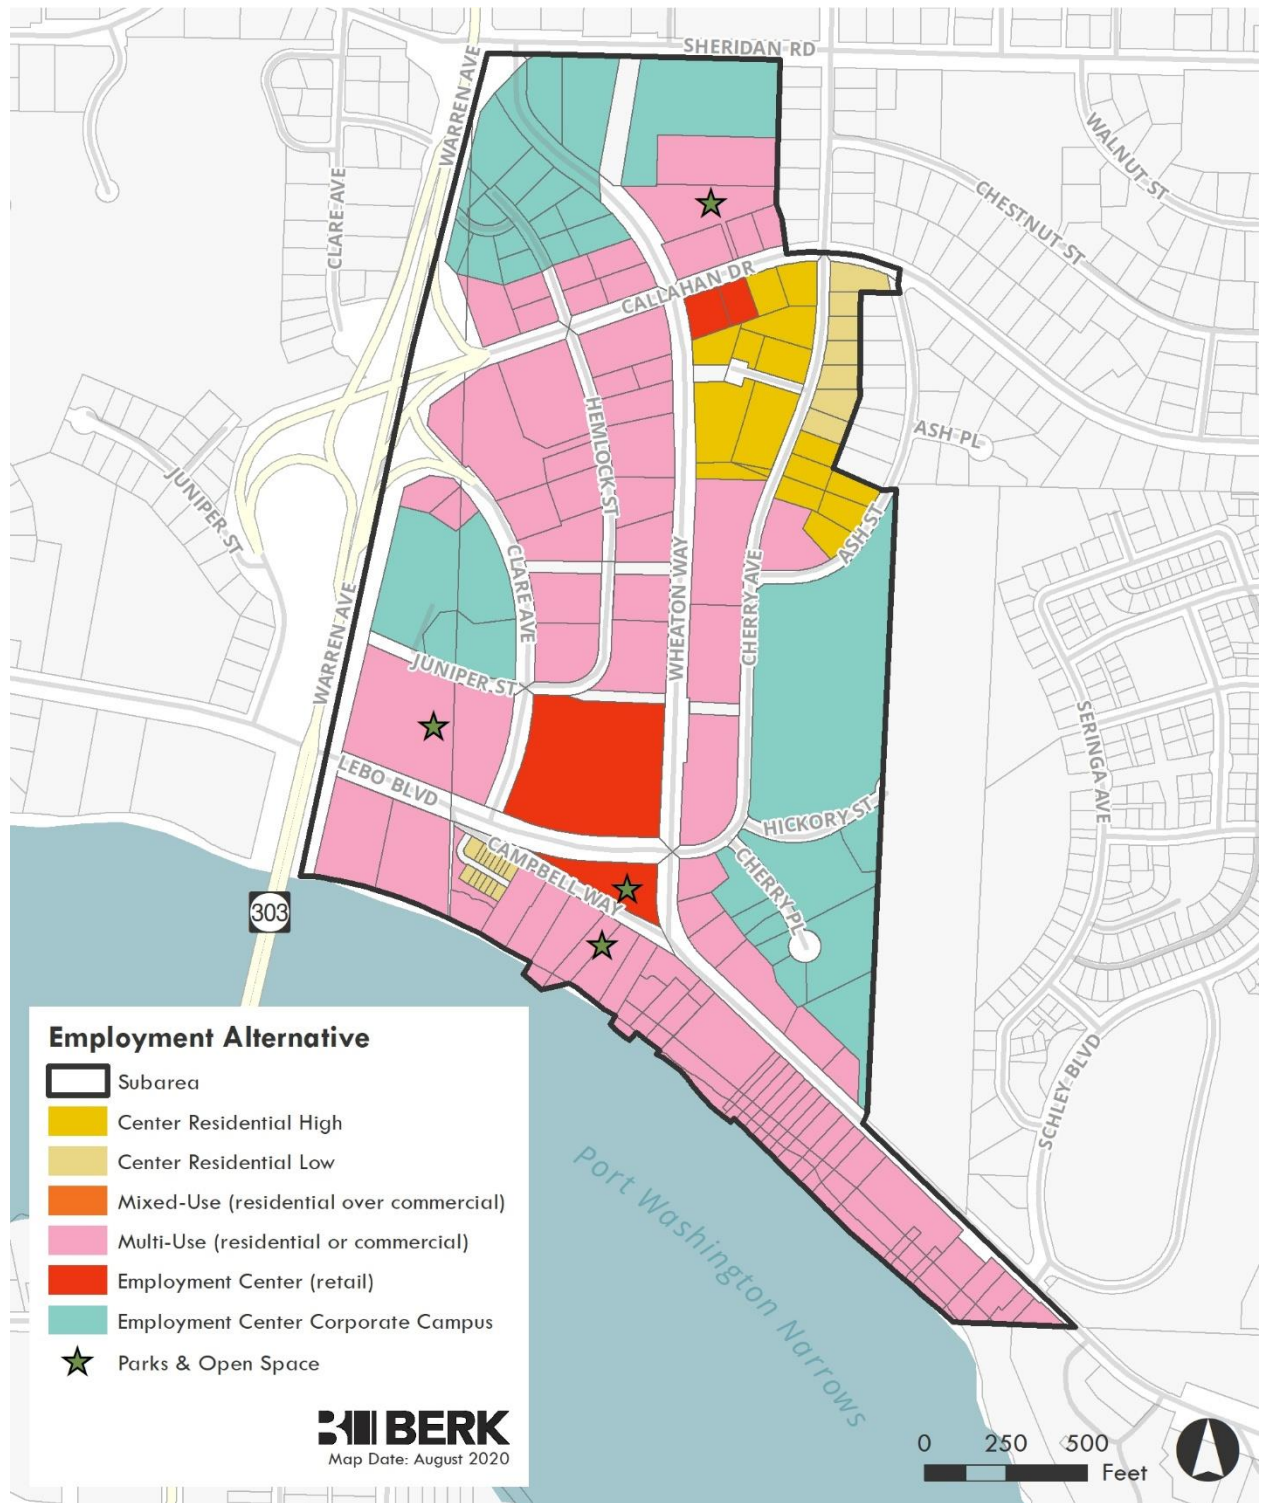 SHERIDAN RD
WARREN AVE
WALNUT ST
CLARE AVE
CHESTNUT ST
CALLAHAN DR
HEMLOCK ST
ASH PL
JUNIPER ST
ASH ST
CLARE AVE
WHEATON WAY
CHERRY AVE
WARREN AVE
JUNIPER ST
SERINGA AVE
LEBO BLVD
HICKORY ST
CAMPBELL WAY
CHERRY PL
303
SCHLEY BLVD
Port Washington Narrows
Employment Alternative
Subarea
Center Residential High
Center Residential Low
Mixed-Use (residential over commercial)
Multi-Use (residential or commercial)
Employment Center (retail)
Employment Center Corporate Campus
Parks & Open Space
BERK
Map Date: August 2020
0 250 500
Feet